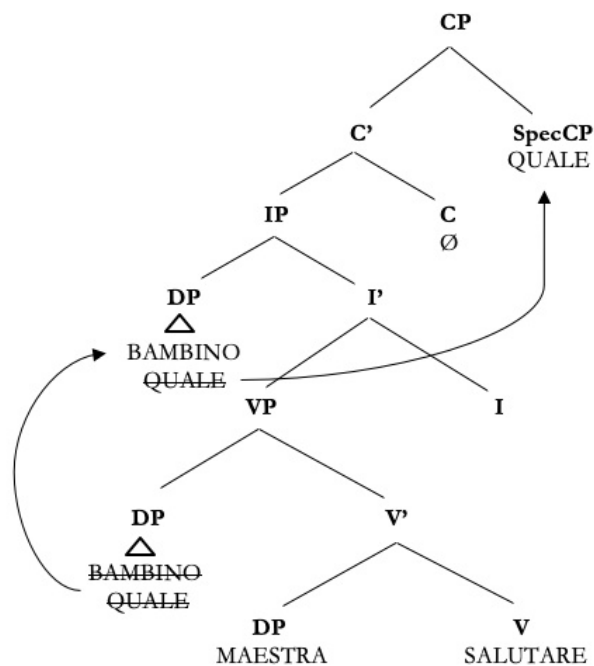 CP
C’ SpecCP
QUALE
IP C
Ø
DP I’
BAMBINO
QUALE
VP I
DP V’
BAMBINO
QUALE
DP V
MAESTRA SALUTARE